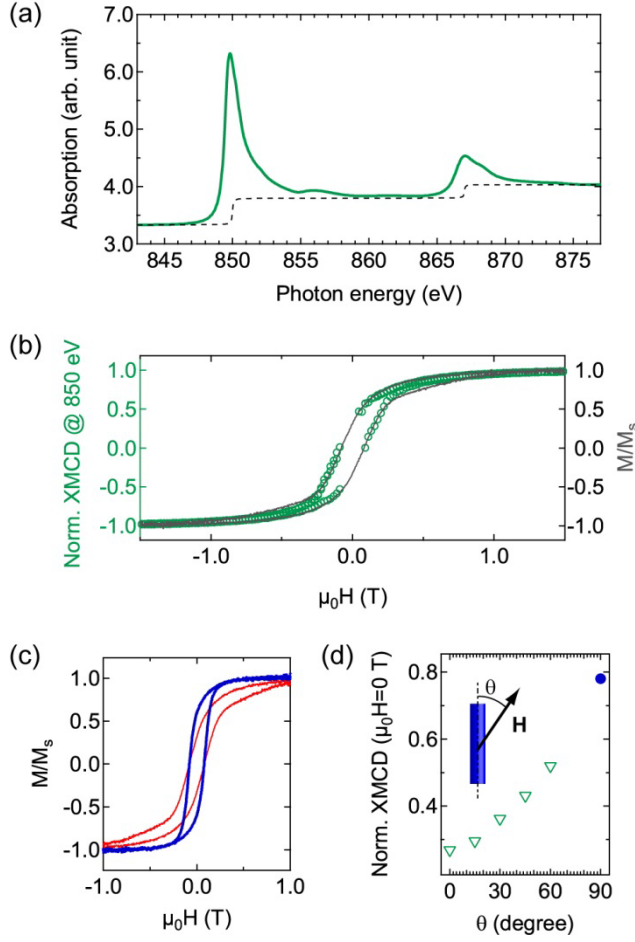 (a)
Absorption (arb. unit)
7.0
6.0
5.0
4.0
3.0
845 850 855 860 865 870 875
Photon energy (eV)
(b)
Norm. XMCD @ 850 eV
1.0
0.5
0.0
-0.5
-1.0
1.0
0.5
0.0
-0.5
-1.0
M/Ms
-1.0 0.0 1.0
μ₀H (T)
(c)
M/Ms
1.0
0.5
0.0
-0.5
-1.0
-1.0 0.0 1.0
μ₀H (T)
(d)
Norm. XMCD (μ₀H=0 T)
0.8
0.6
0.4
θ
H
0 30 60 90
θ (degree)